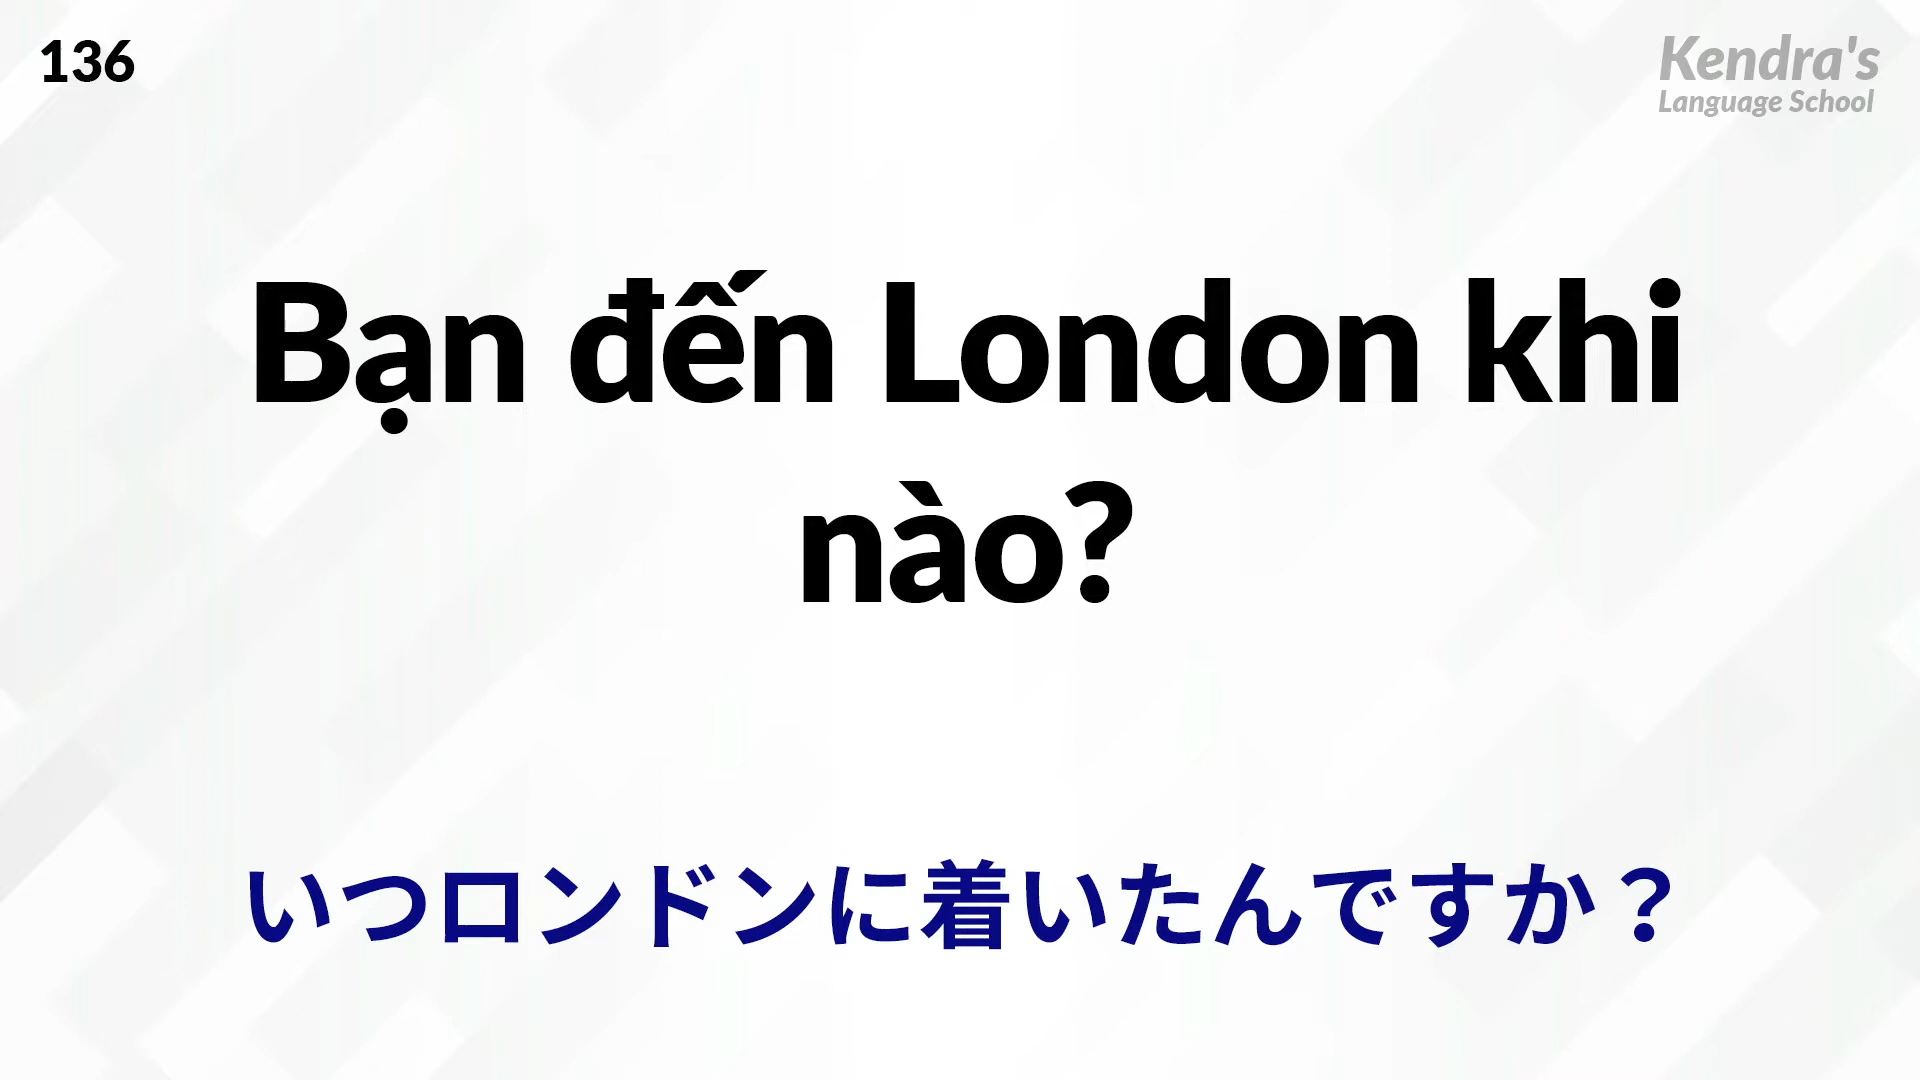 136
Kendra's
Language School
Bạn đến London khi
nào?
いつロンドンに着いたんですか？